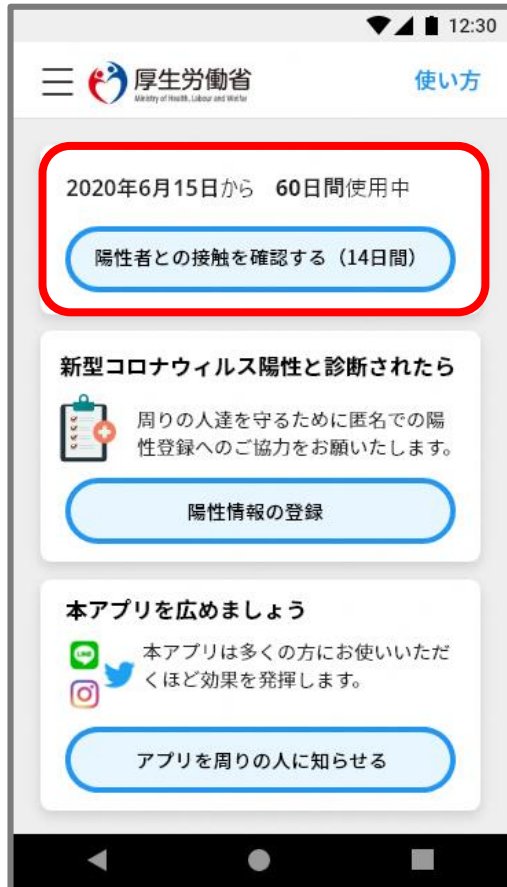 12:30
厚生労働省
Ministry of Health, Labour and Welfar
使い方
2020年6月15日から 60日間使用中
陽性者との接触を確認する（14日間）
新型コロナウィルス陽性と診断されたら
周りの人達を守るために匿名での陽
性登録へのご協力をお願いいたします。
陽性情報の登録
本アプリを広めましょう
LINE
本アプリは多くの方にお使いいただ
くほど効果を発揮します。
アプリを周りの人に知らせる